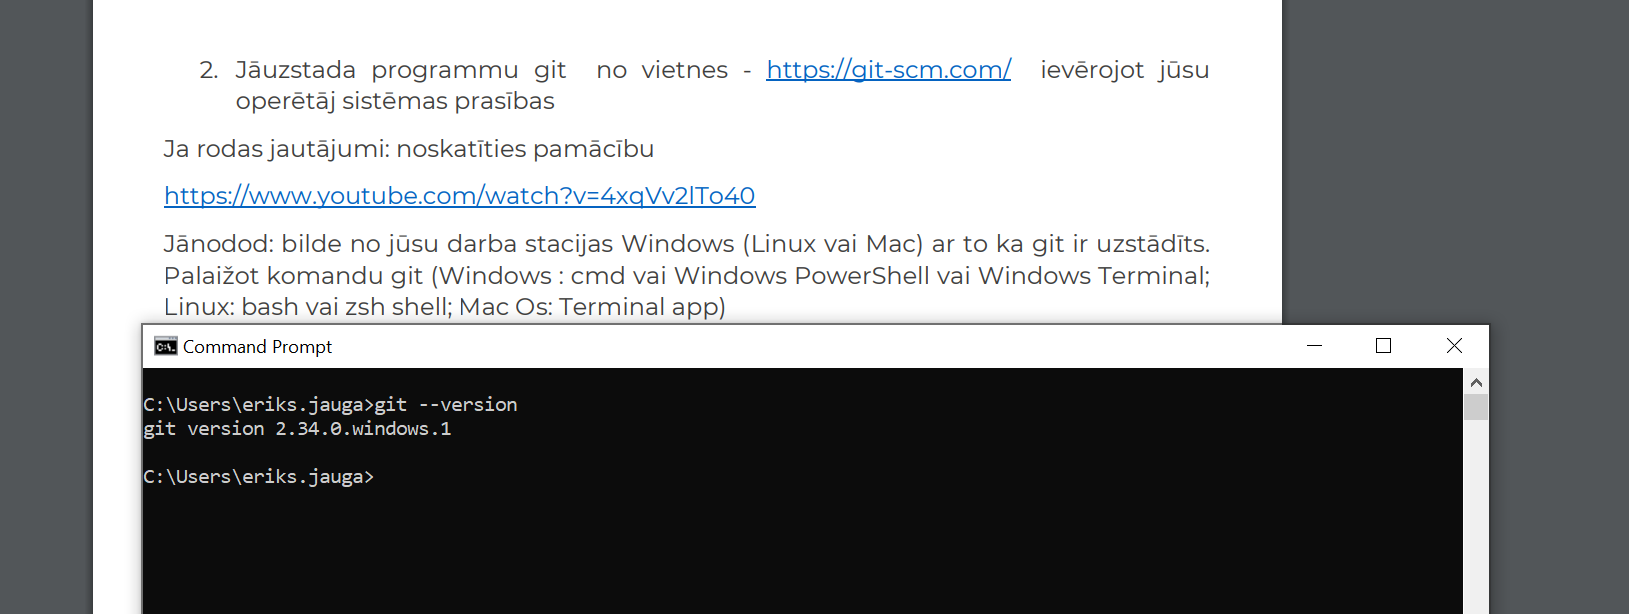 2. Jāuzstada programmu git no vietnes - https://git-scm.com/ ievērojot jūsu
operētāj sistēmas prasības
Ja rodas jautājumi: noskatīties pamācību
https://www.youtube.com/watch?v=4xqVv2lTo40
Jānodod: bilde no jūsu darba stacijas Windows (Linux vai Mac) ar to ka git ir uzstādīts.
Palaižot komandu git (Windows : cmd vai Windows PowerShell vai Windows Terminal;
Linux: bash vai zsh shell; Mac Os: Terminal app)
C:\. Command Prompt
C:\Users\eriks.jauga>git --version
git version 2.34.0.windows.1
C:\Users\eriks.jauga>